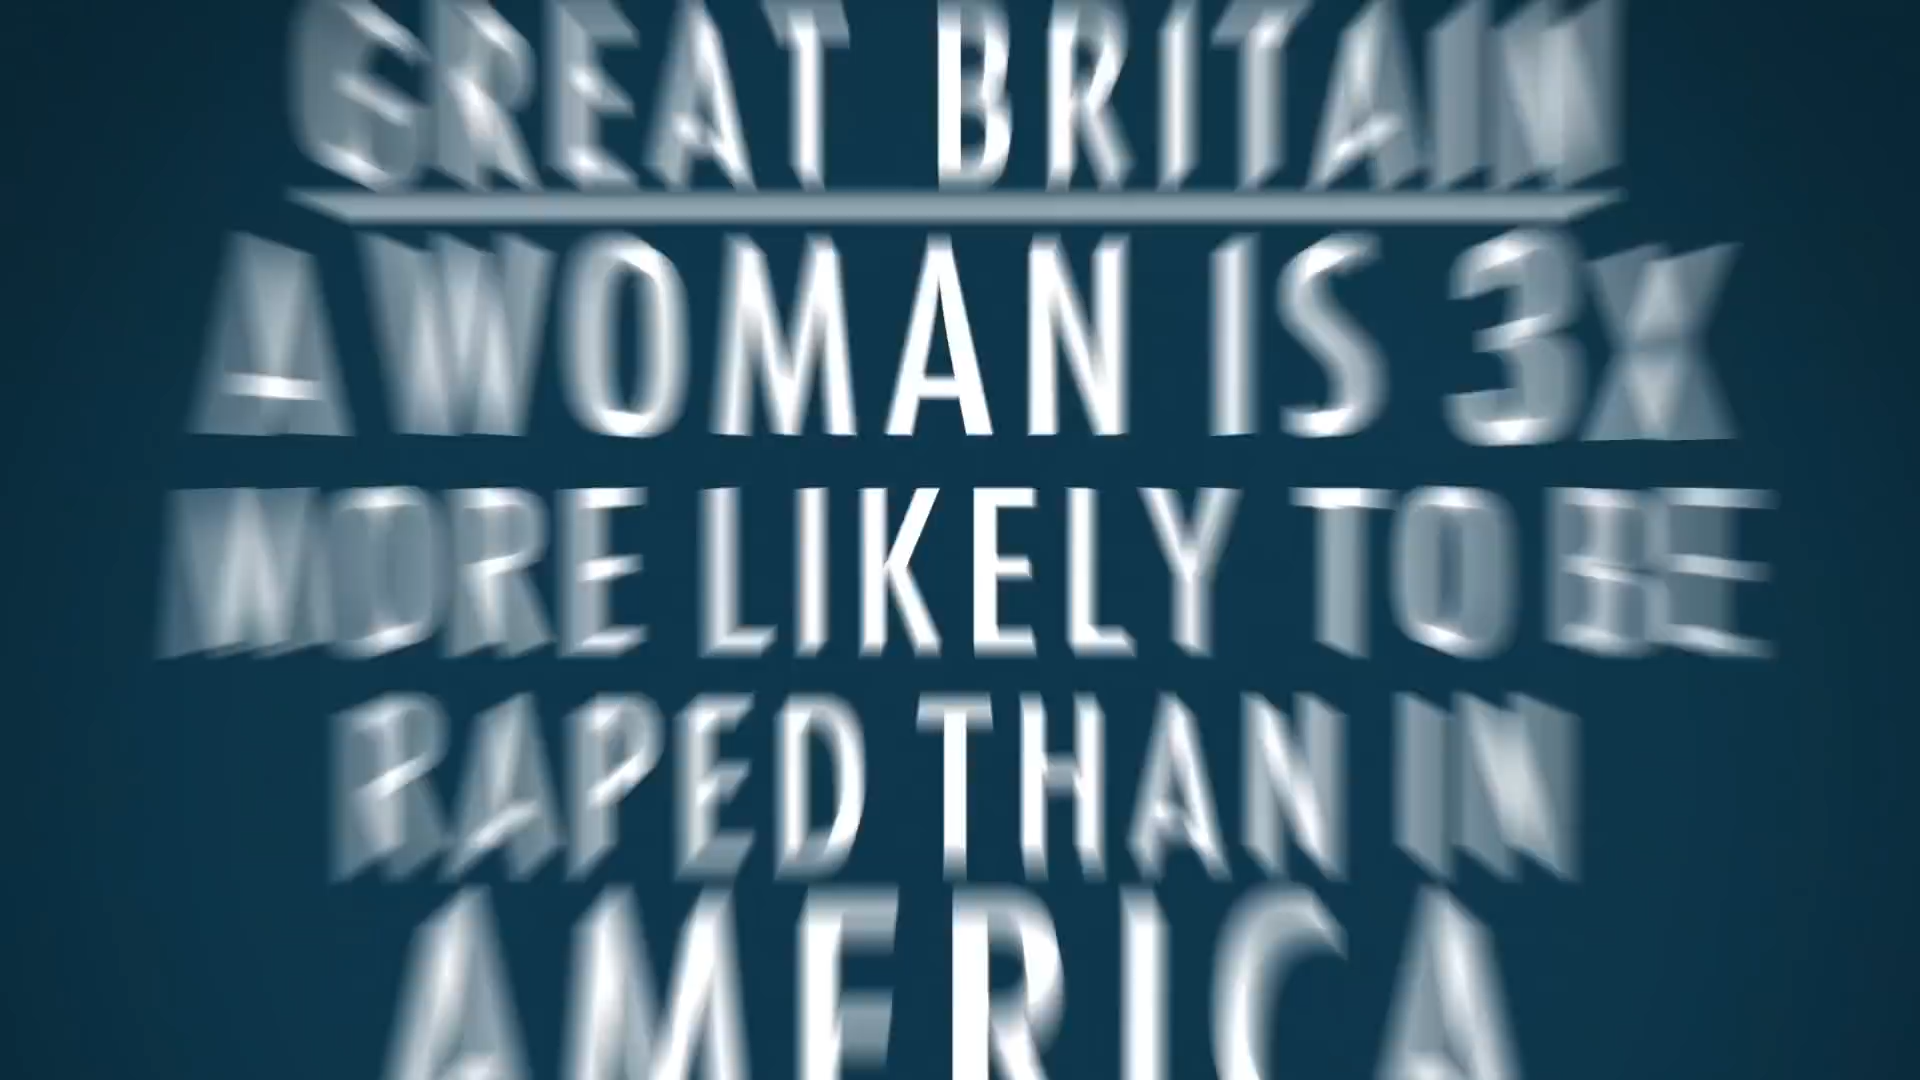 GREAT BRITAIN
A WOMAN IS 3X
MORE LIKELY TO BE
RAPED THAN IN
AMERICA